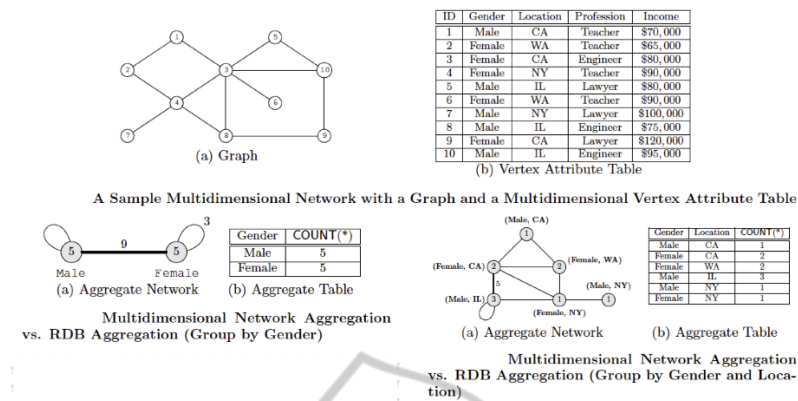 1
5
2
3
10
4
6
7
8
9
(a) Graph
ID Gender Location Profession Income
1 Male CA Teacher $70,000
2 Female WA Teacher $65,000
3 Female CA Engineer $80,000
4 Female NY Teacher $90,000
5 Male IL Lawyer $80,000
6 Female WA Teacher $90,000
7 Male NY Lawyer $100,000
8 Male IL Engineer $75,000
9 Female CA Lawyer $120,000
10 Male IL Engineer $95,000
(b) Vertex Attribute Table
A Sample Multidimensional Network with a Graph and a Multidimensional Vertex Attribute Table
3
9
5 5
Male Female
(a) Aggregate Network
Gender COUNT(*)
Male 5
Female 5
(b) Aggregate Table
Multidimensional Network Aggregation
vs. RDB Aggregation (Group by Gender)
(Male, CA)
1
(Female, CA) 2
2 (Female, WA)
5
(Male, NY)
(Male, IL) 3
1
1
(Female, NY)
(a) Aggregate Network
Gender Location COUNT(*)
Male CA 1
Female CA 2
Female WA 2
Male IL 3
Male NY 1
Female NY 1
(b) Aggregate Table
Multidimensional Network Aggregation
vs. RDB Aggregation (Group by Gender and Loca-
tion)